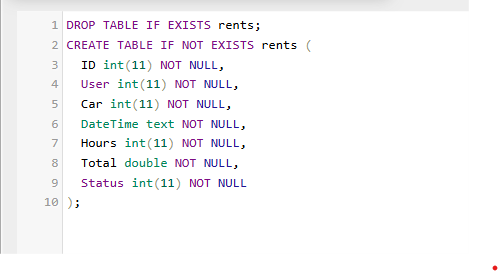 1 DROP TABLE IF EXISTS rents;
2 CREATE TABLE IF NOT EXISTS rents (
3 ID int(11) NOT NULL,
4 User int(11) NOT NULL,
5 Car int(11) NOT NULL,
6 DateTime text NOT NULL,
7 Hours int(11) NOT NULL,
8 Total double NOT NULL,
9 Status int(11) NOT NULL
10 );